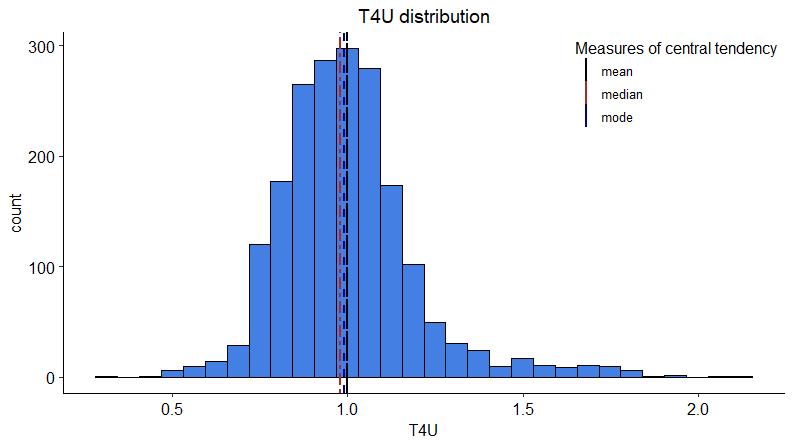 T4U distribution
Measures of central tendency
mean
median
mode
300
200
100
0
count
0.5
1.0
1.5
2.0
T4U